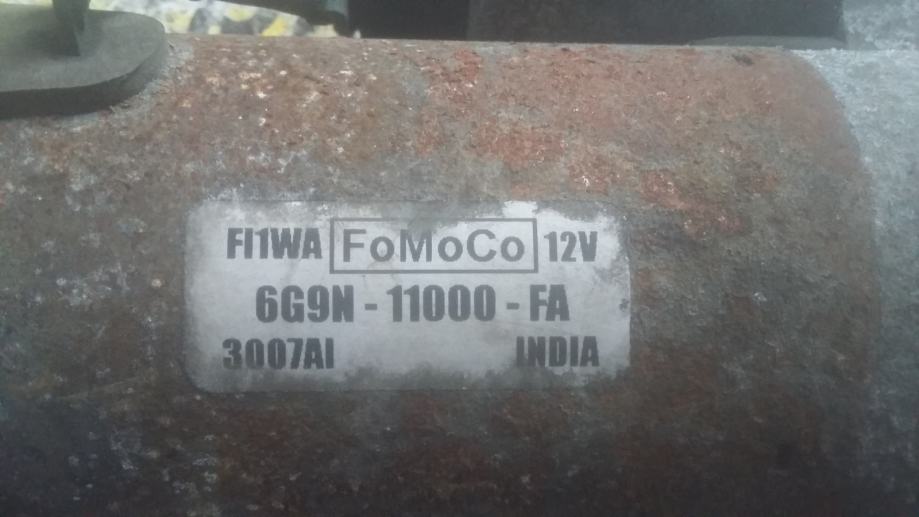 FI1WA FoMoCo 12V
6G9N - 11000 - FA
3007AI INDIA